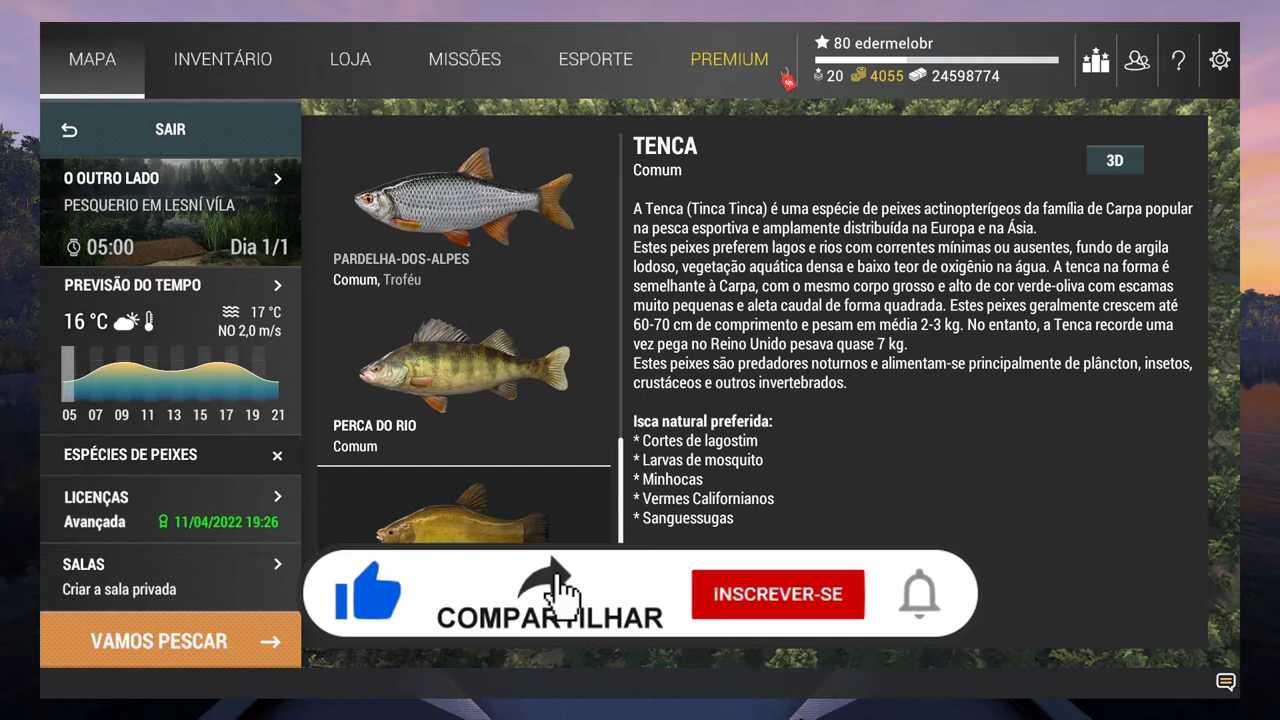 MAPA
INVENTÁRIO
LOJA
MISSÕES
ESPORTE
PREMIUM
80 edermelobr
20 4055 24598774
SAIR
O OUTRO LADO
PESQUERIO EM LESNÍ VÍLA
05:00 Dia 1/1
PREVISÃO DO TEMPO
16 °C 17 °C
NO 2,0 m/s
05 07 09 11 13 15 17 19 21
ESPÉCIES DE PEIXES
LICENÇAS
Avançada 11/04/2022 19:26
SALAS
Criar a sala privada
VAMOS PESCAR
PARDELHA-DOS-ALPES
Comum, Troféu
PERCA DO RIO
Comum
TENCA
Comum
3D
A Tenca (Tinca Tinca) é uma espécie de peixes actinopterígeos da família de Carpa popular
na pesca esportiva e amplamente distribuída na Europa e na Ásia.
Estes peixes preferem lagos e rios com correntes mínimas ou ausentes, fundo de argila
lodoso, vegetação aquática densa e baixo teor de oxigênio na água. A tenca na forma é
semelhante à Carpa, com o mesmo corpo grosso e alto de cor verde-oliva com escamas
muito pequenas e aleta caudal de forma quadrada. Estes peixes geralmente crescem até
60-70 cm de comprimento e pesam em média 2-3 kg. No entanto, a Tenca recorde uma
vez pega no Reino Unido pesava quase 7 kg.
Estes peixes são predadores noturnos e alimentam-se principalmente de plâncton, insetos,
crustáceos e outros invertebrados.
Isca natural preferida:
* Cortes de lagostim
* Larvas de mosquito
* Minhocas
* Vermes Californianos
* Sanguessugas
COMPARTILHAR
INSCREVER-SE